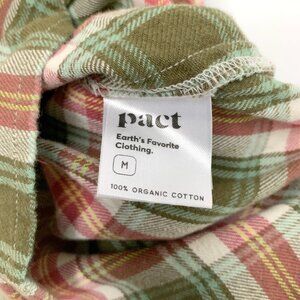 pact
Earth's Favorite
Clothing.
M
100% ORGANIC COTTON